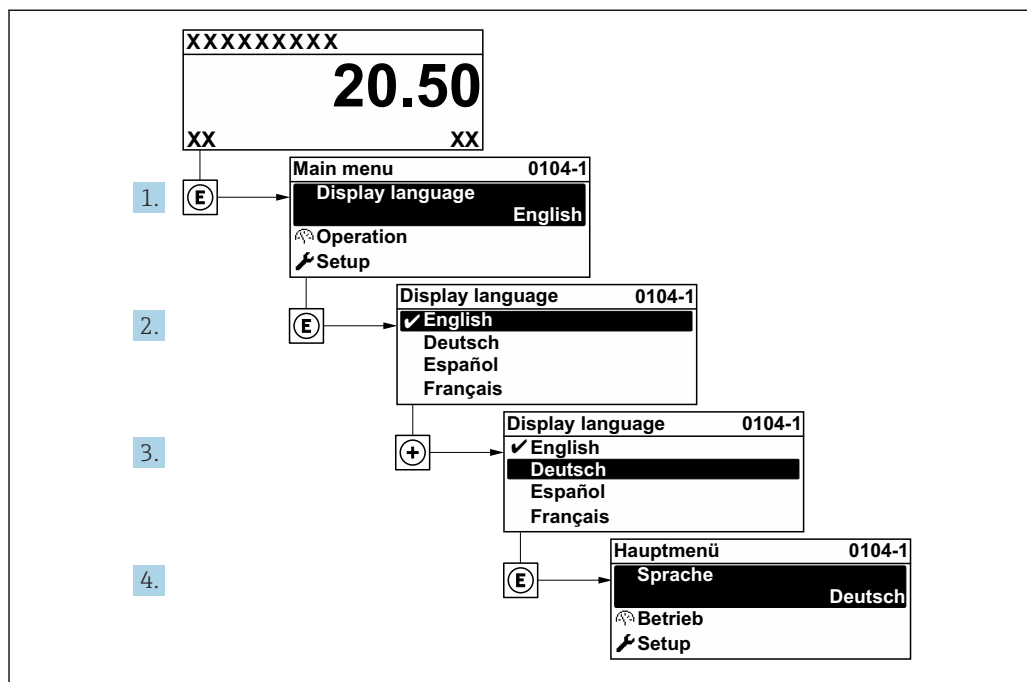 XXXXXXXXX
20.50
XX XX
1. E
Main menu 0104-1
Display language
English
Operation
Setup
2. E
Display language 0104-1
✔English
Deutsch
Español
Français
3. +
Display language 0104-1
✔English
Deutsch
Español
Français
4. E
Hauptmenü 0104-1
Sprache
Deutsch
Betrieb
Setup